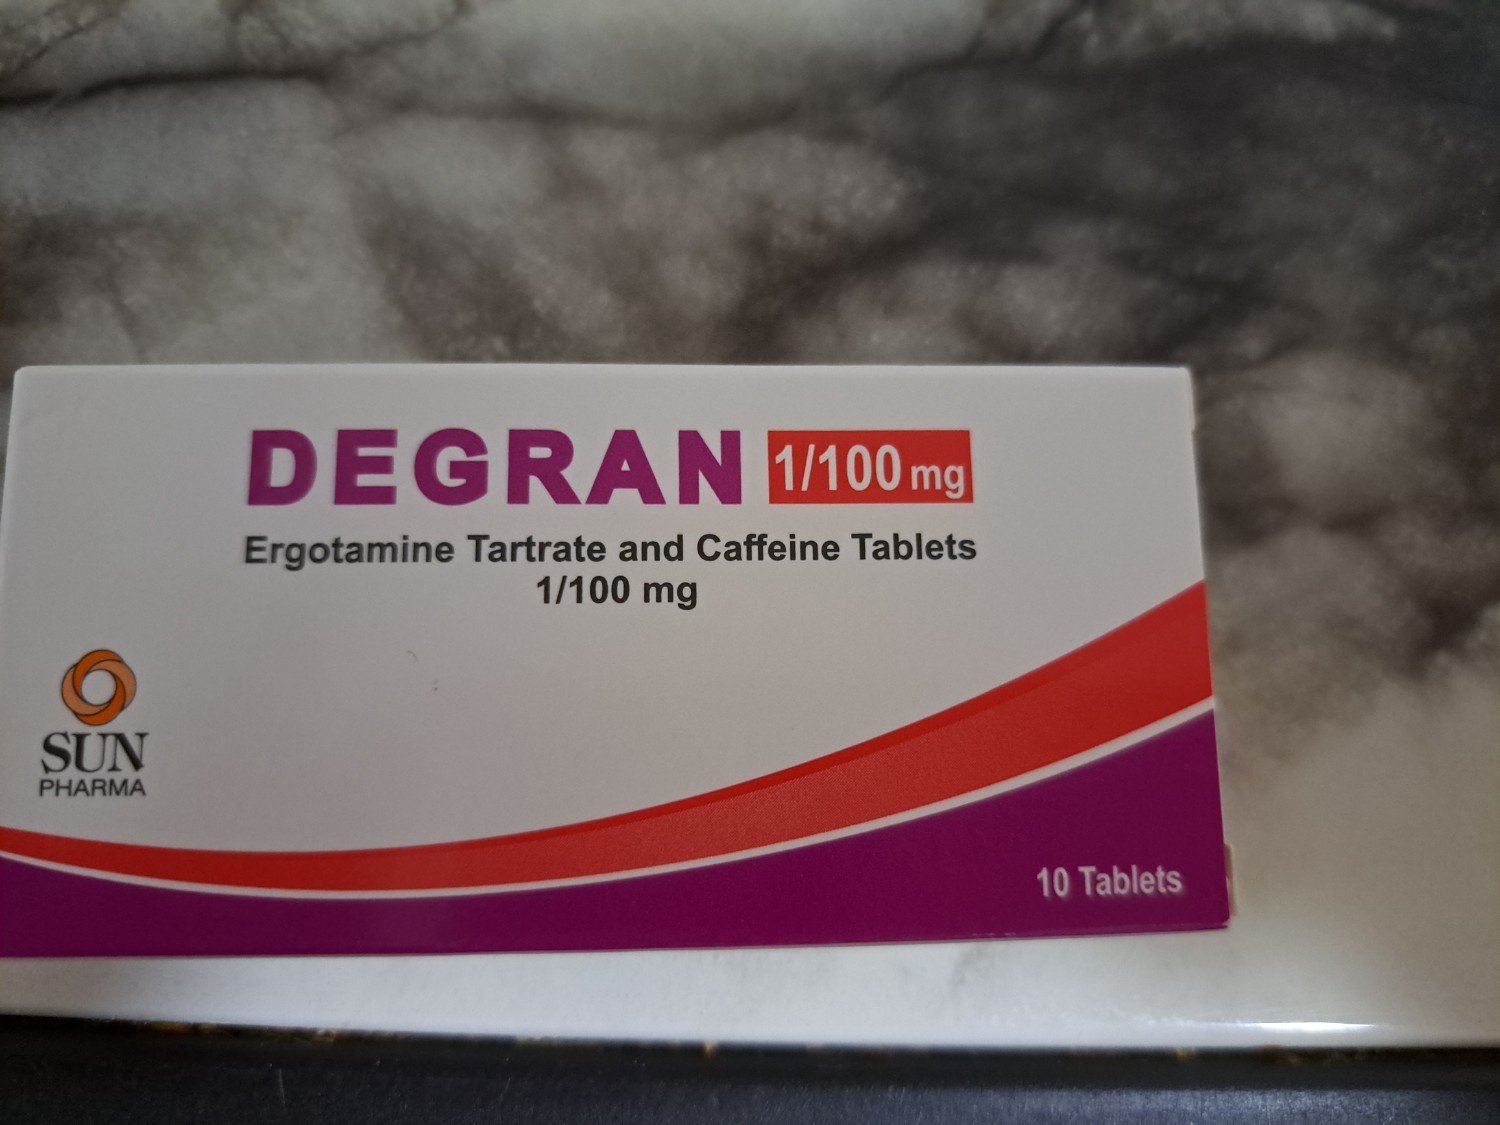 DEGRAN 1/100 mg
Ergotamine Tartrate and Caffeine Tablets
1/100 mg
SUN
PHARMA
10 Tablets